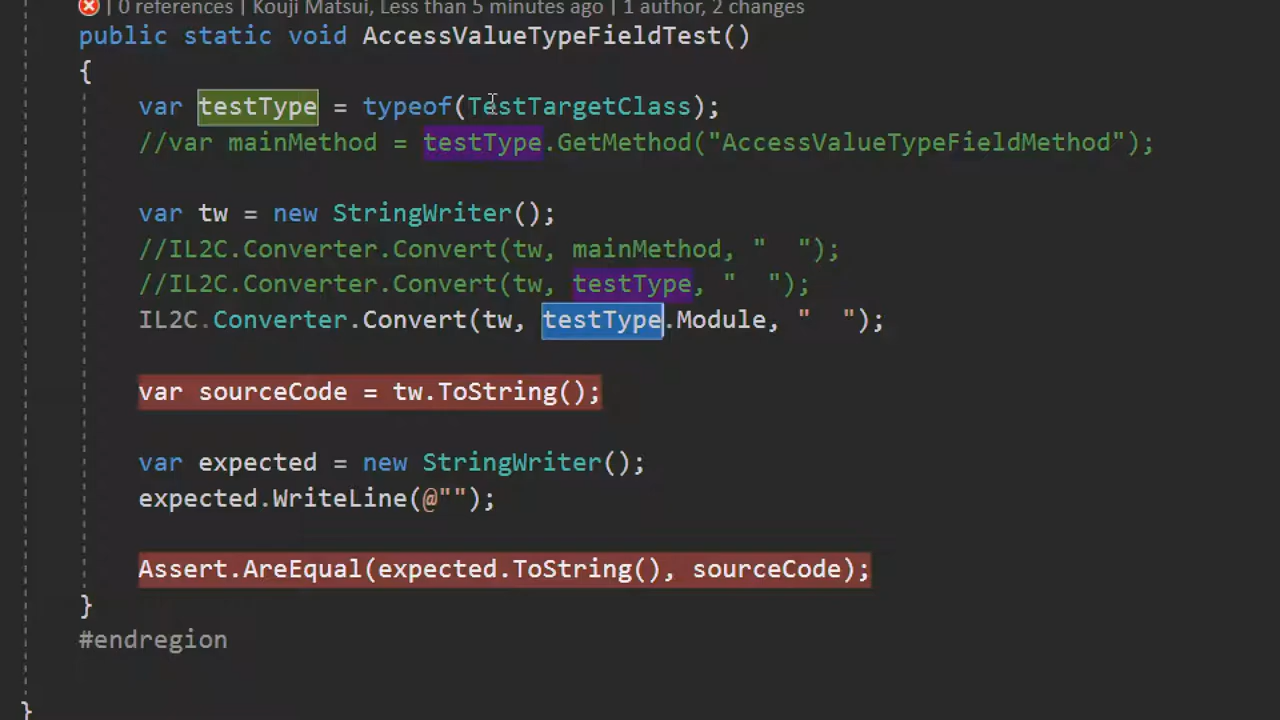 | 0 references | Kouji Matsui, Less than 5 minutes ago | 1 author, 2 changes
public static void AccessValueTypeFieldTest()
{
var testType = typeof(TestTargetClass);
//var mainMethod = testType.GetMethod("AccessValueTypeFieldMethod");
var tw = new StringWriter();
//IL2C.Converter.Convert(tw, mainMethod, "  ");
//IL2C.Converter.Convert(tw, testType, "  ");
IL2C.Converter.Convert(tw, testType.Module, "  ");
var sourceCode = tw.ToString();
var expected = new StringWriter();
expected.WriteLine(@"");
Assert.AreEqual(expected.ToString(), sourceCode);
}
#endregion
}